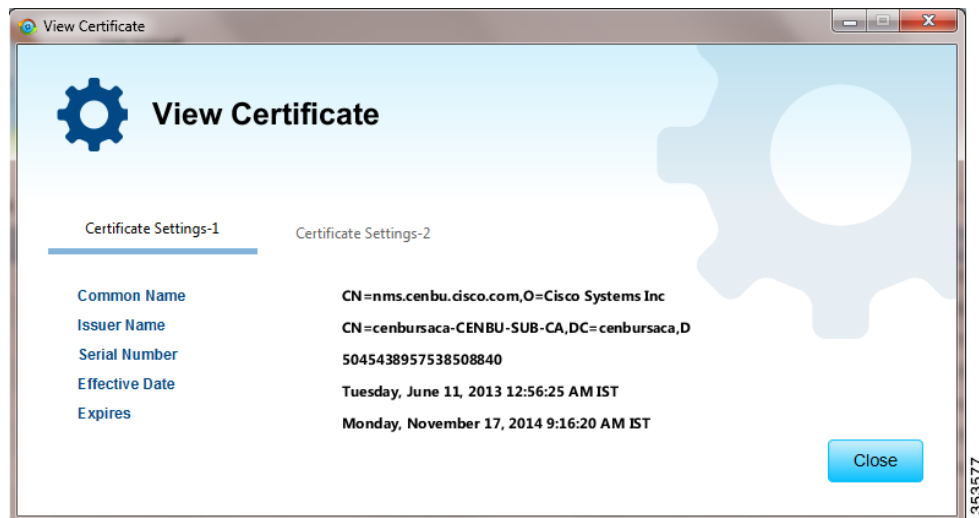 View Certificate
View Certificate
Certificate Settings-1
Certificate Settings-2
Common Name CN=nms.cenbu.cisco.com,O=Cisco Systems Inc
Issuer Name CN=cenbursaca-CENBU-SUB-CA,DC=cenbursaca,D
Serial Number 5045438957538508840
Effective Date Tuesday, June 11, 2013 12:56:25 AM IST
Expires Monday, November 17, 2014 9:16:20 AM IST
Close
353577